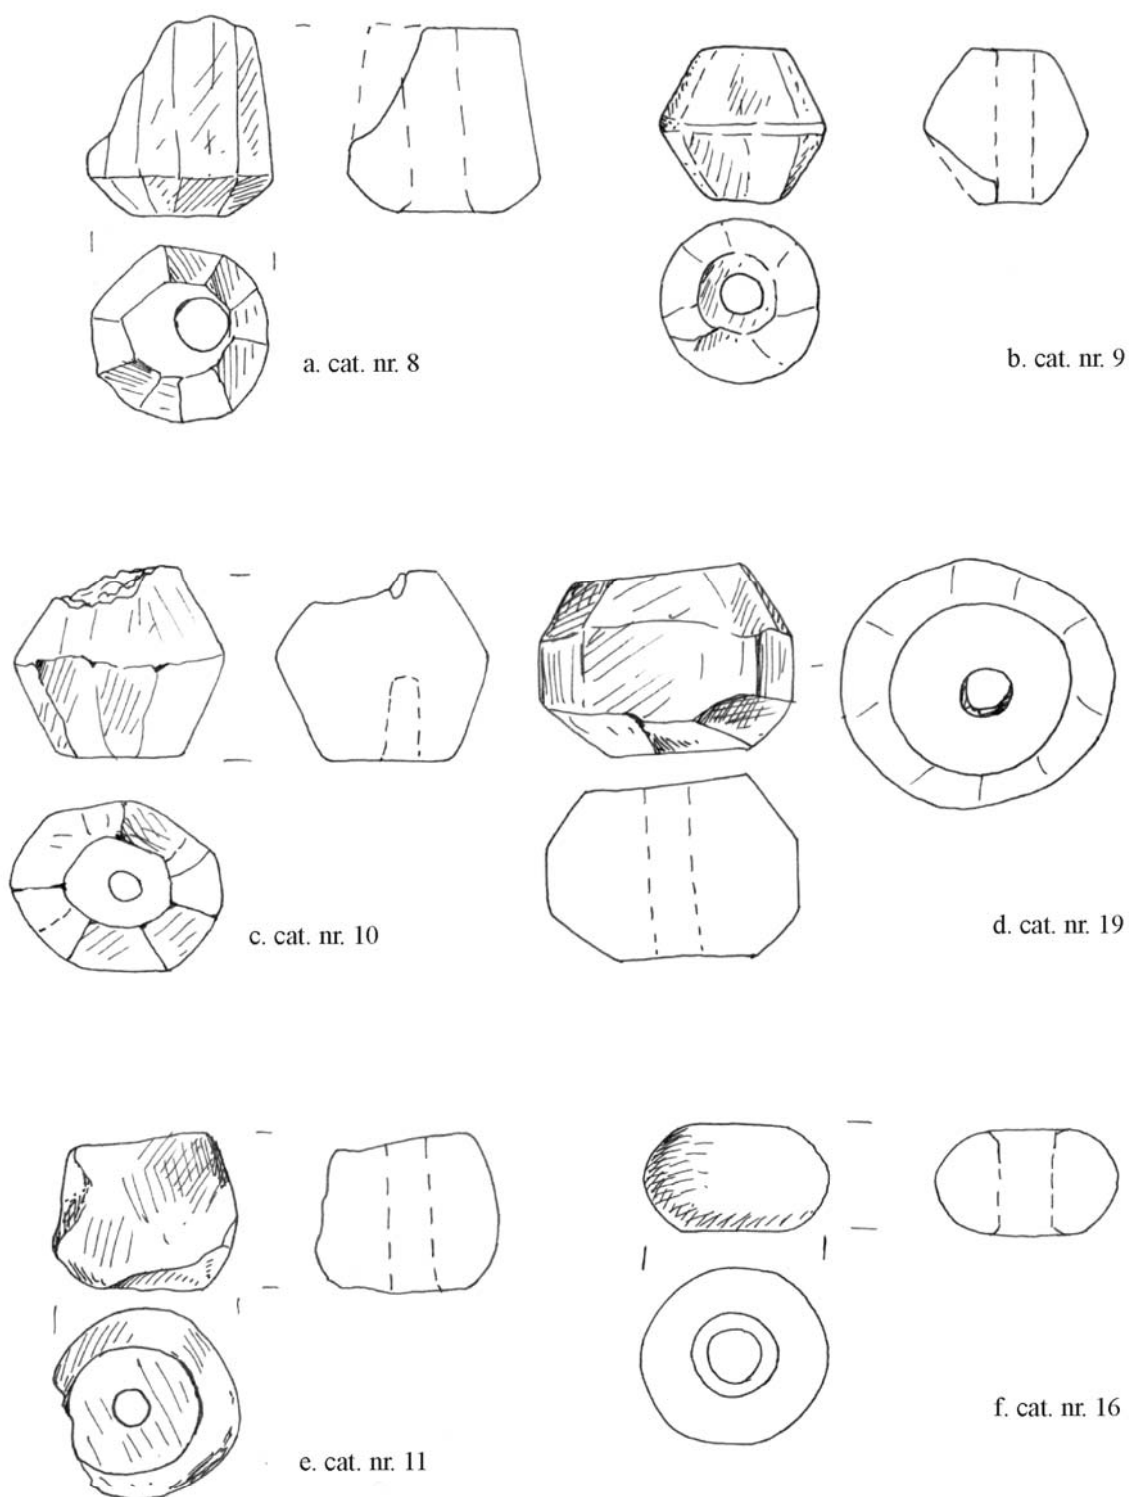 a. cat. nr. 8
b. cat. nr. 9
c. cat. nr. 10
d. cat. nr. 19
e. cat. nr. 11
f. cat. nr. 16